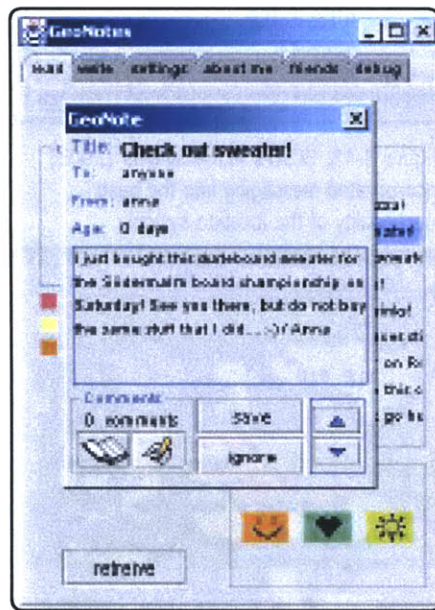 GeoNotes
read write settings about me friends debug
GeoNote
Title: Check out sweater!
To: anyone
From: anna
Age: 0 days
I just bought this skateboard sweater for
the Södermalm board championship on
Saturday! See you there, but do not buy
the same stuff that I did...:-)/ Anna
Comments
0 comments
save
ignore
retreive